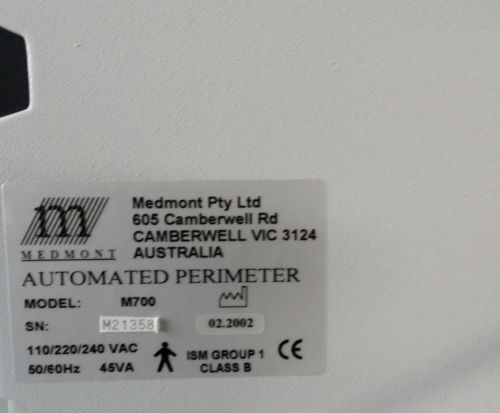 m
MEDMONT
Medmont Pty Ltd
605 Camberwell Rd
CAMBERWELL VIC 3124
AUSTRALIA
AUTOMATED PERIMETER
MODEL: M700
SN: M21358 02.2002
110/220/240 VAC
50/60Hz 45VA
ISM GROUP 1
CLASS B
CE